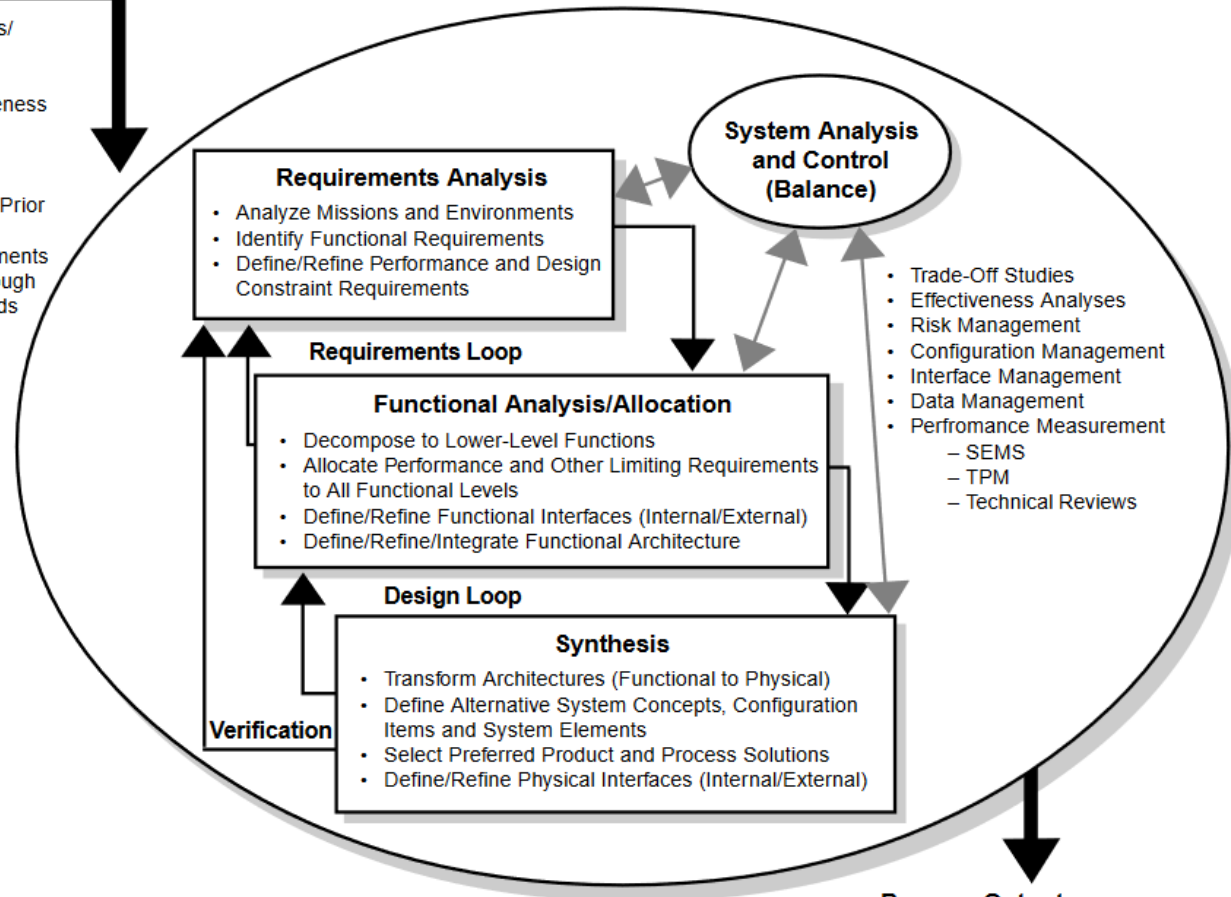 s/
eness
Prior
ments
ough
ds
System Analysis
and Control
(Balance)
Requirements Analysis
• Analyze Missions and Environments
• Identify Functional Requirements
• Define/Refine Performance and Design
Constraint Requirements
• Trade-Off Studies
• Effectiveness Analyses
• Risk Management
• Configuration Management
• Interface Management
• Data Management
• Perfromance Measurement
– SEMS
– TPM
– Technical Reviews
Requirements Loop
Functional Analysis/Allocation
• Decompose to Lower-Level Functions
• Allocate Performance and Other Limiting Requirements
to All Functional Levels
• Define/Refine Functional Interfaces (Internal/External)
• Define/Refine/Integrate Functional Architecture
Design Loop
Synthesis
• Transform Architectures (Functional to Physical)
• Define Alternative System Concepts, Configuration
Items and System Elements
• Select Preferred Product and Process Solutions
• Define/Refine Physical Interfaces (Internal/External)
Verification